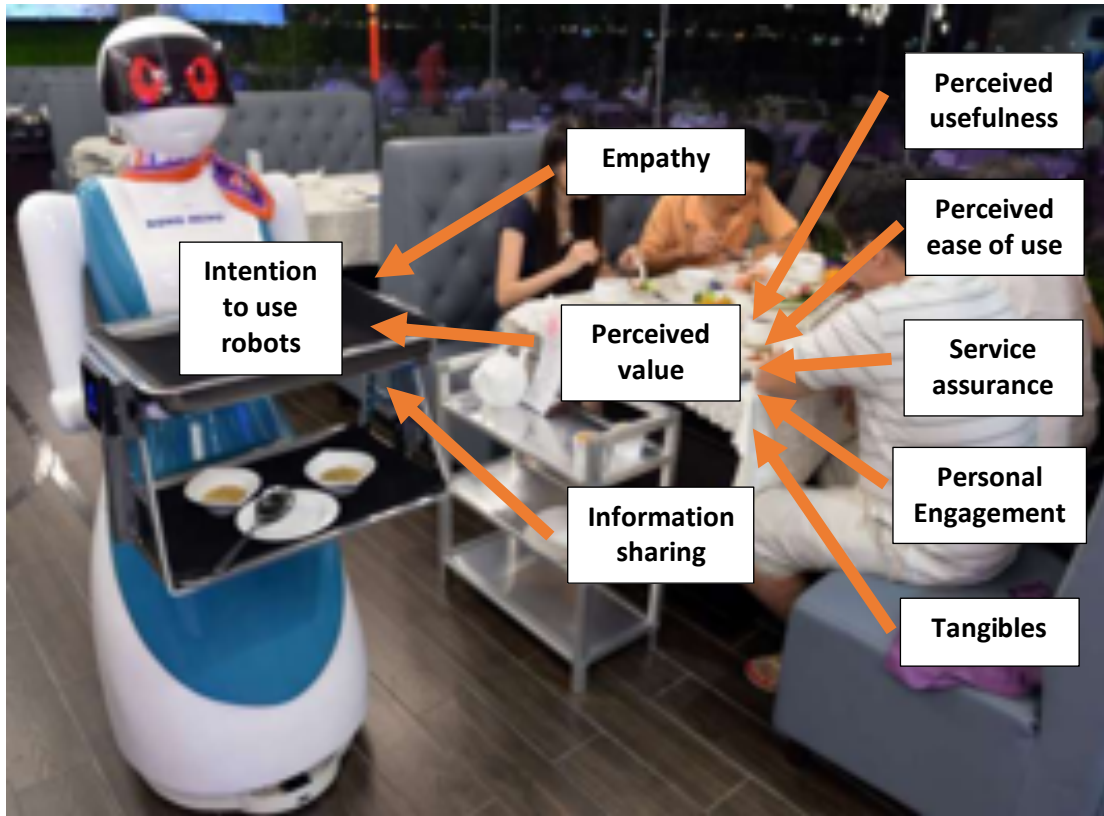 Perceived
usefulness
Empathy
Perceived
ease of use
Intention
to use
robots
Perceived
value
Service
assurance
Personal
Engagement
Information
sharing
Tangibles